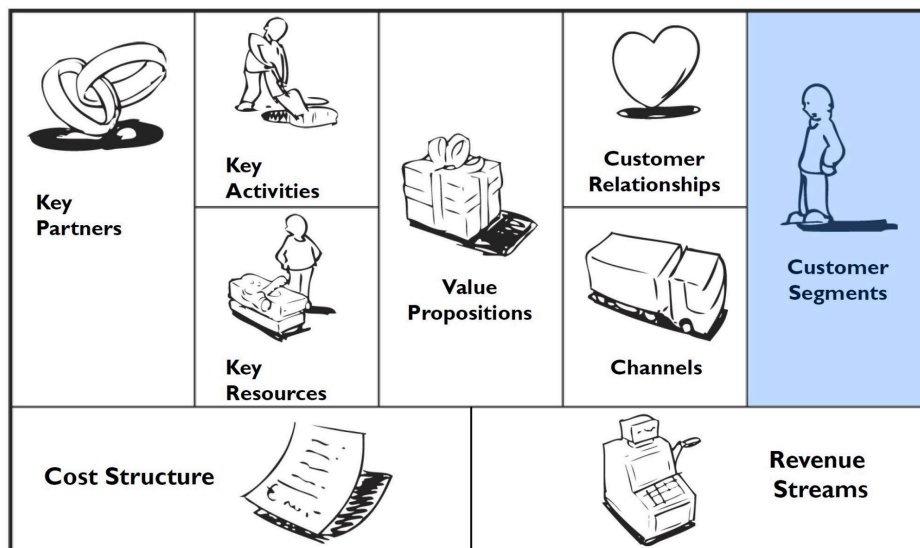 Key
Partners
Key
Activities
Key
Resources
Value
Propositions
Customer
Relationships
Channels
Customer
Segments
Cost Structure
Revenue
Streams